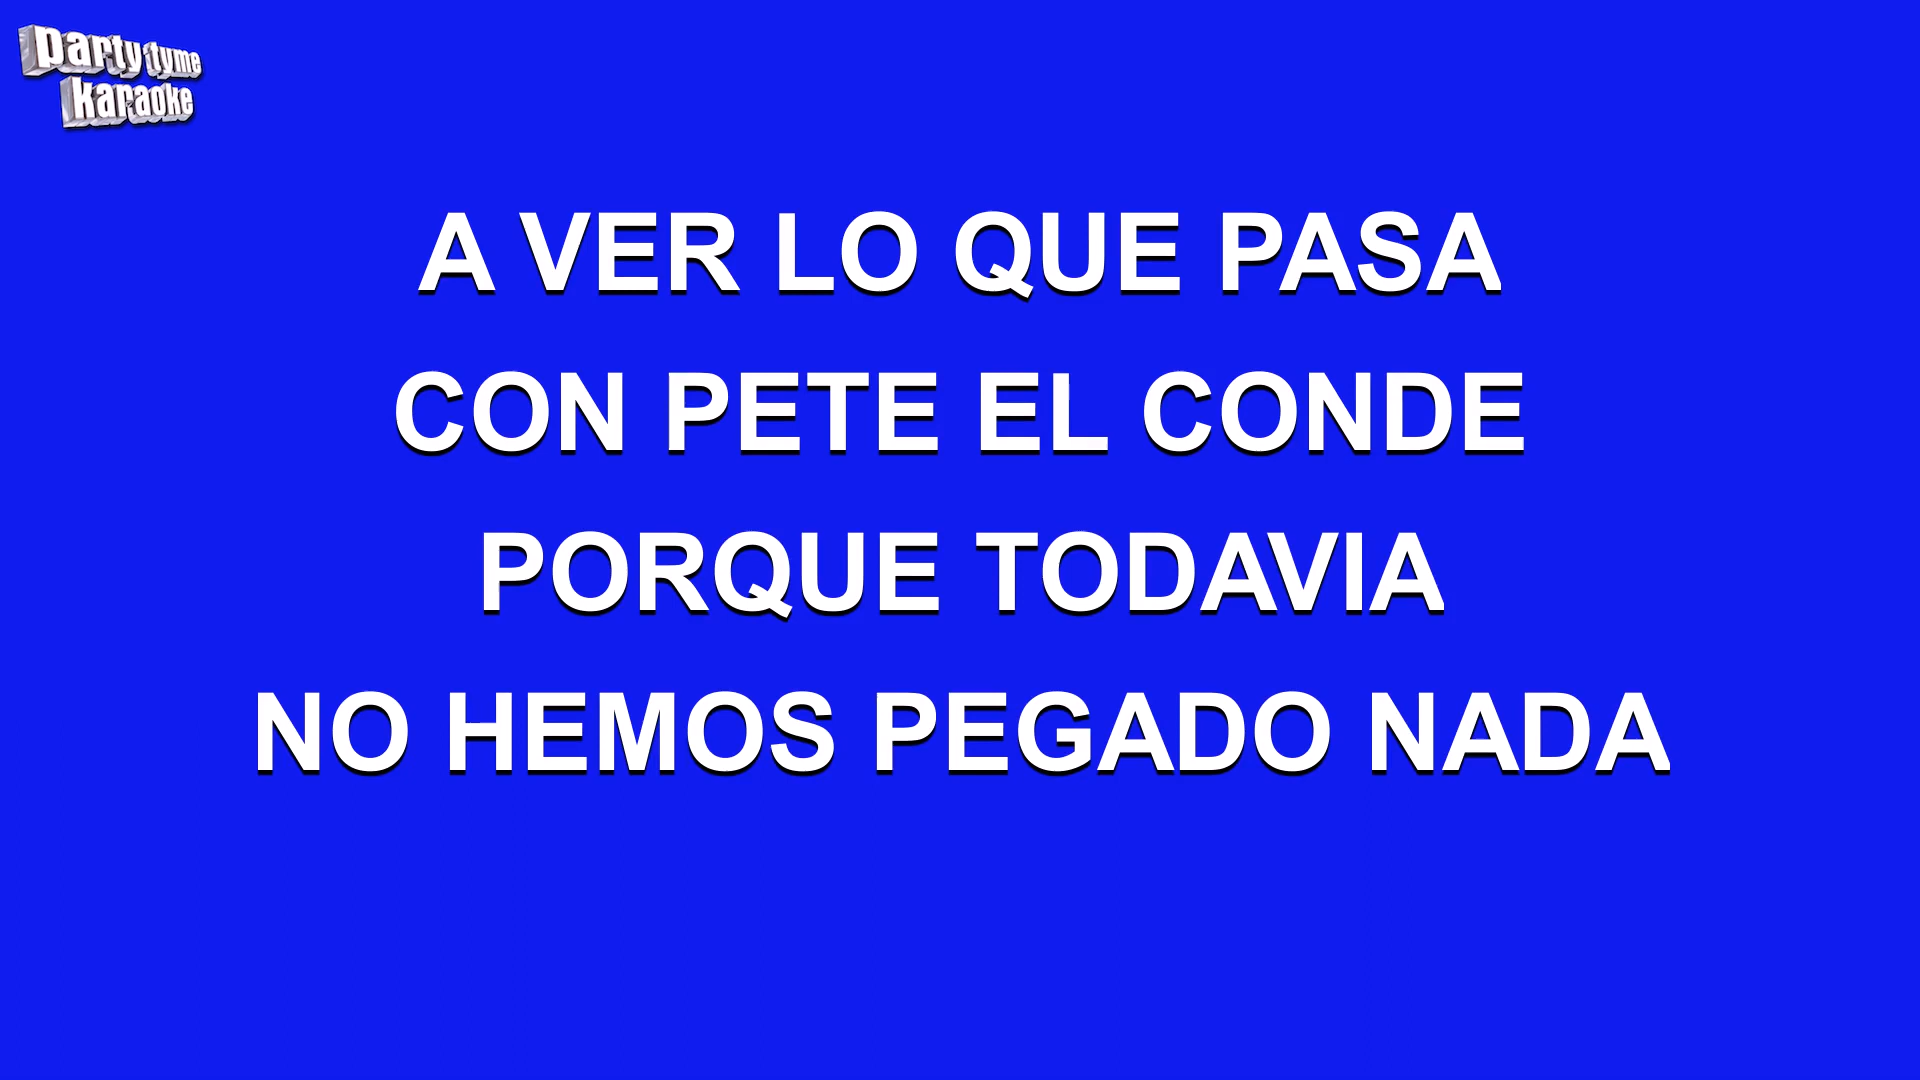 party tyme
karaoke
A VER LO QUE PASA
CON PETE EL CONDE
PORQUE TODAVIA
NO HEMOS PEGADO NADA